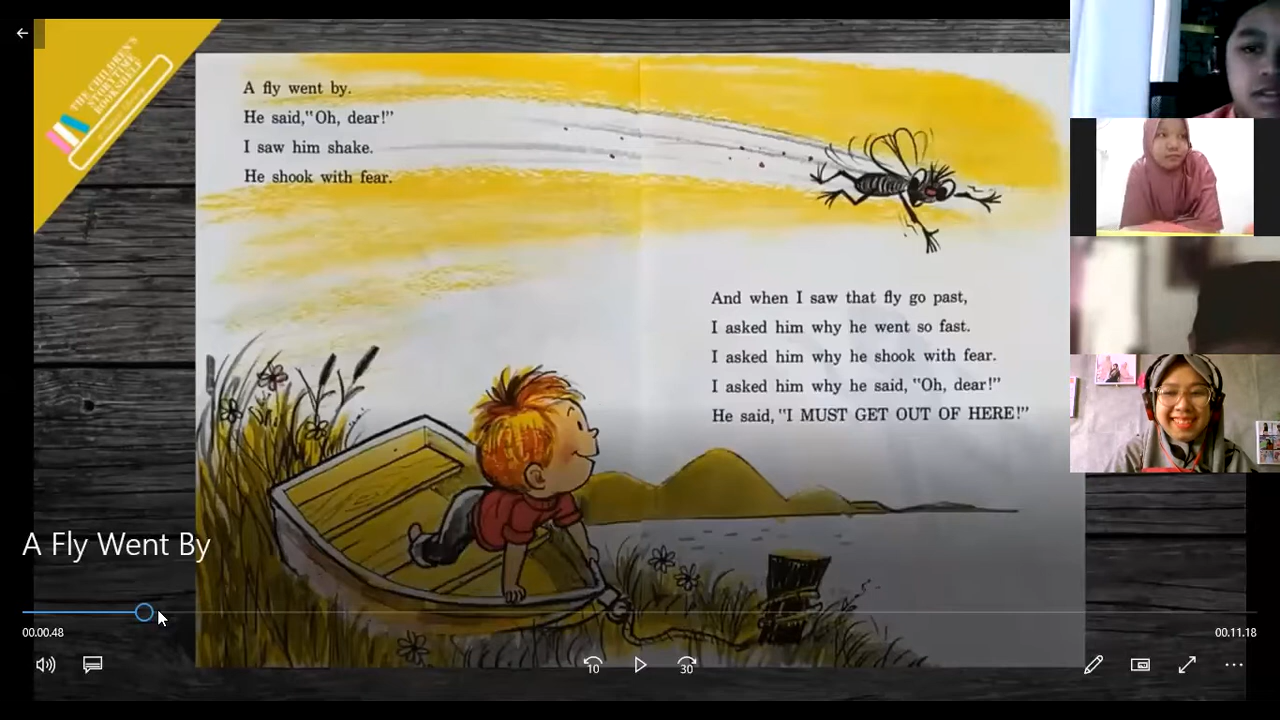 THE CHILDREN'S
STORYTIME
BOOKSHELF
A fly went by.
He said, "Oh, dear!"
I saw him shake.
He shook with fear.
And when I saw that fly go past,
I asked him why he went so fast.
I asked him why he shook with fear.
I asked him why he said, "Oh, dear!"
He said, "I MUST GET OUT OF HERE!"
A Fly Went By
00.00.48
00.11.18
10
30